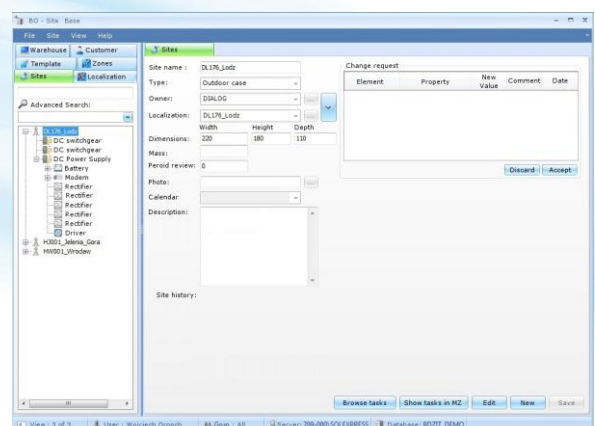 BO - Site Base
File Site View Help
Warehouse Customer
Template Zones
Sites Localization
Advanced Search:
DL176_Lodz
DC switchgear
DC switchgear
DC Power Supply
Battery
Modem
Rectifier
Rectifier
Rectifier
Rectifier
Rectifier
Driver
HJ001_Jelenia_Gora
HW001_Wroclaw
Sites
Site name : DL176_Lodz
Type: Outdoor case
Owner: DIALOG
Localization: DL176_Lodz
Width Height Depth
Dimensions: 220 180 110
Mass:
Peroid review: 0
Photo:
Calendar
Description:
Site history:
Change request
Element Property New Value Comment Date
Discard Accept
Browse tasks Show tasks in MZ Edit New Save
View : 3 of 3 User : Wojciech Database: BDZIT_DEMO